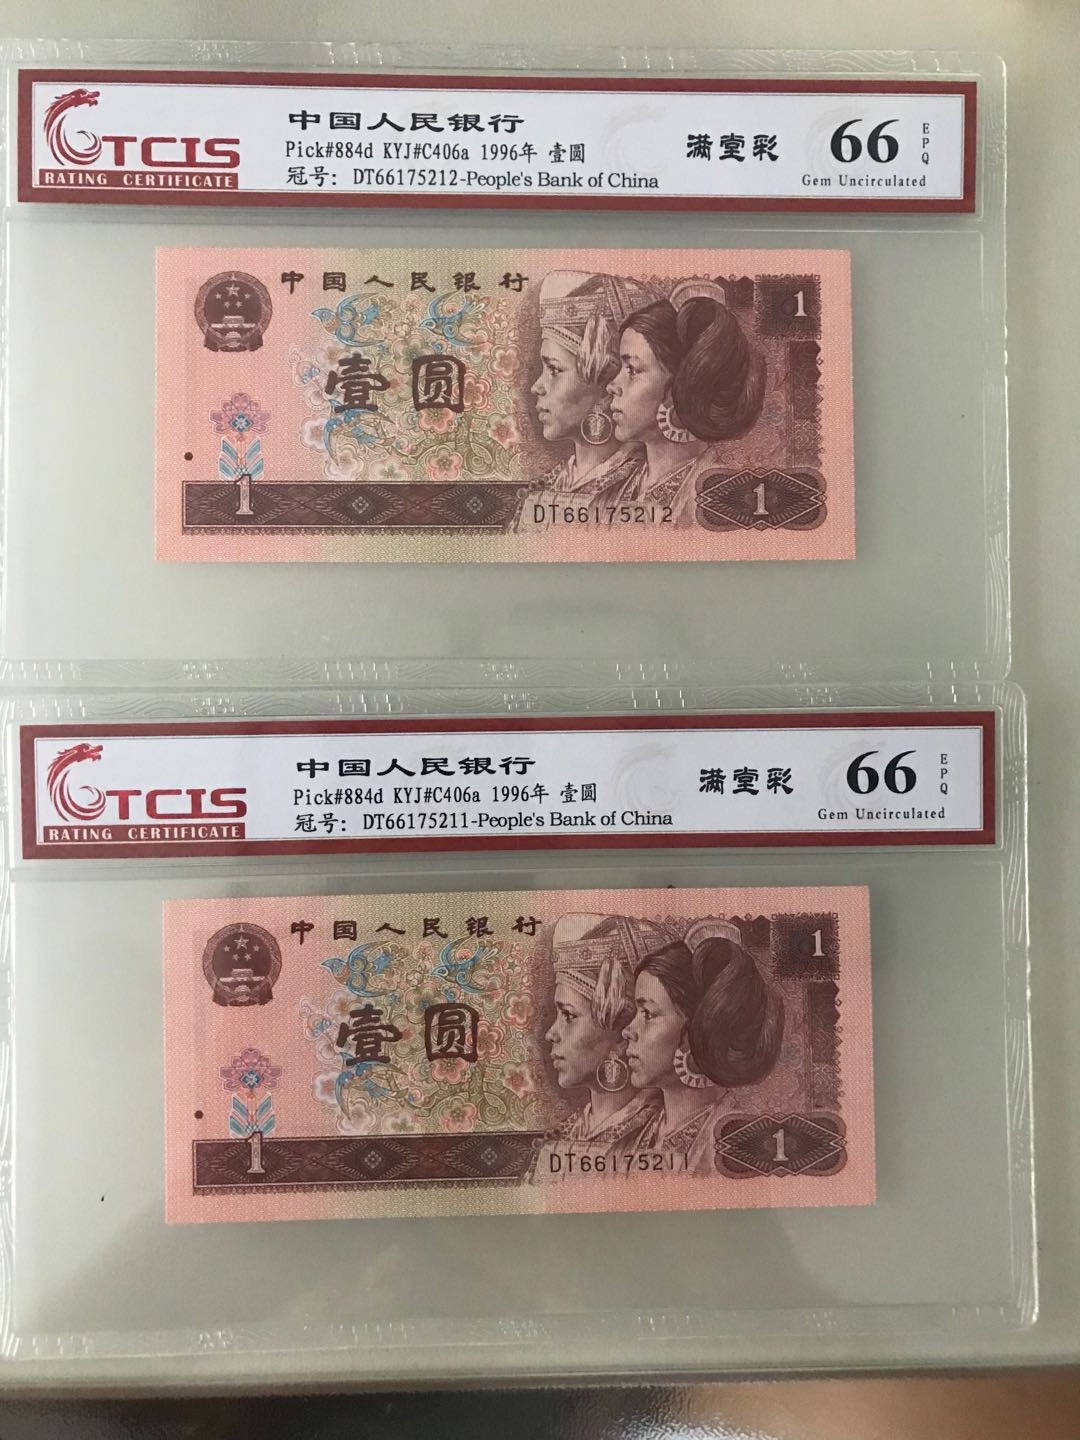 TCIS
RATING CERTIFICATE
中国人民银行
Pick#884d KYJ#C406a 1996年 壹圆
冠号: DT66175212-People's Bank of China
满堂彩
66
EPQ
Gem Uncirculated
中国人民银行
1
壹圆
1
DT66175212
1
TCIS
RATING CERTIFICATE
中国人民银行
Pick#884d KYJ#C406a 1996年 壹圆
冠号: DT66175211-People's Bank of China
满堂彩
66
EPQ
Gem Uncirculated
中国人民银行
1
壹圆
1
DT66175211
1